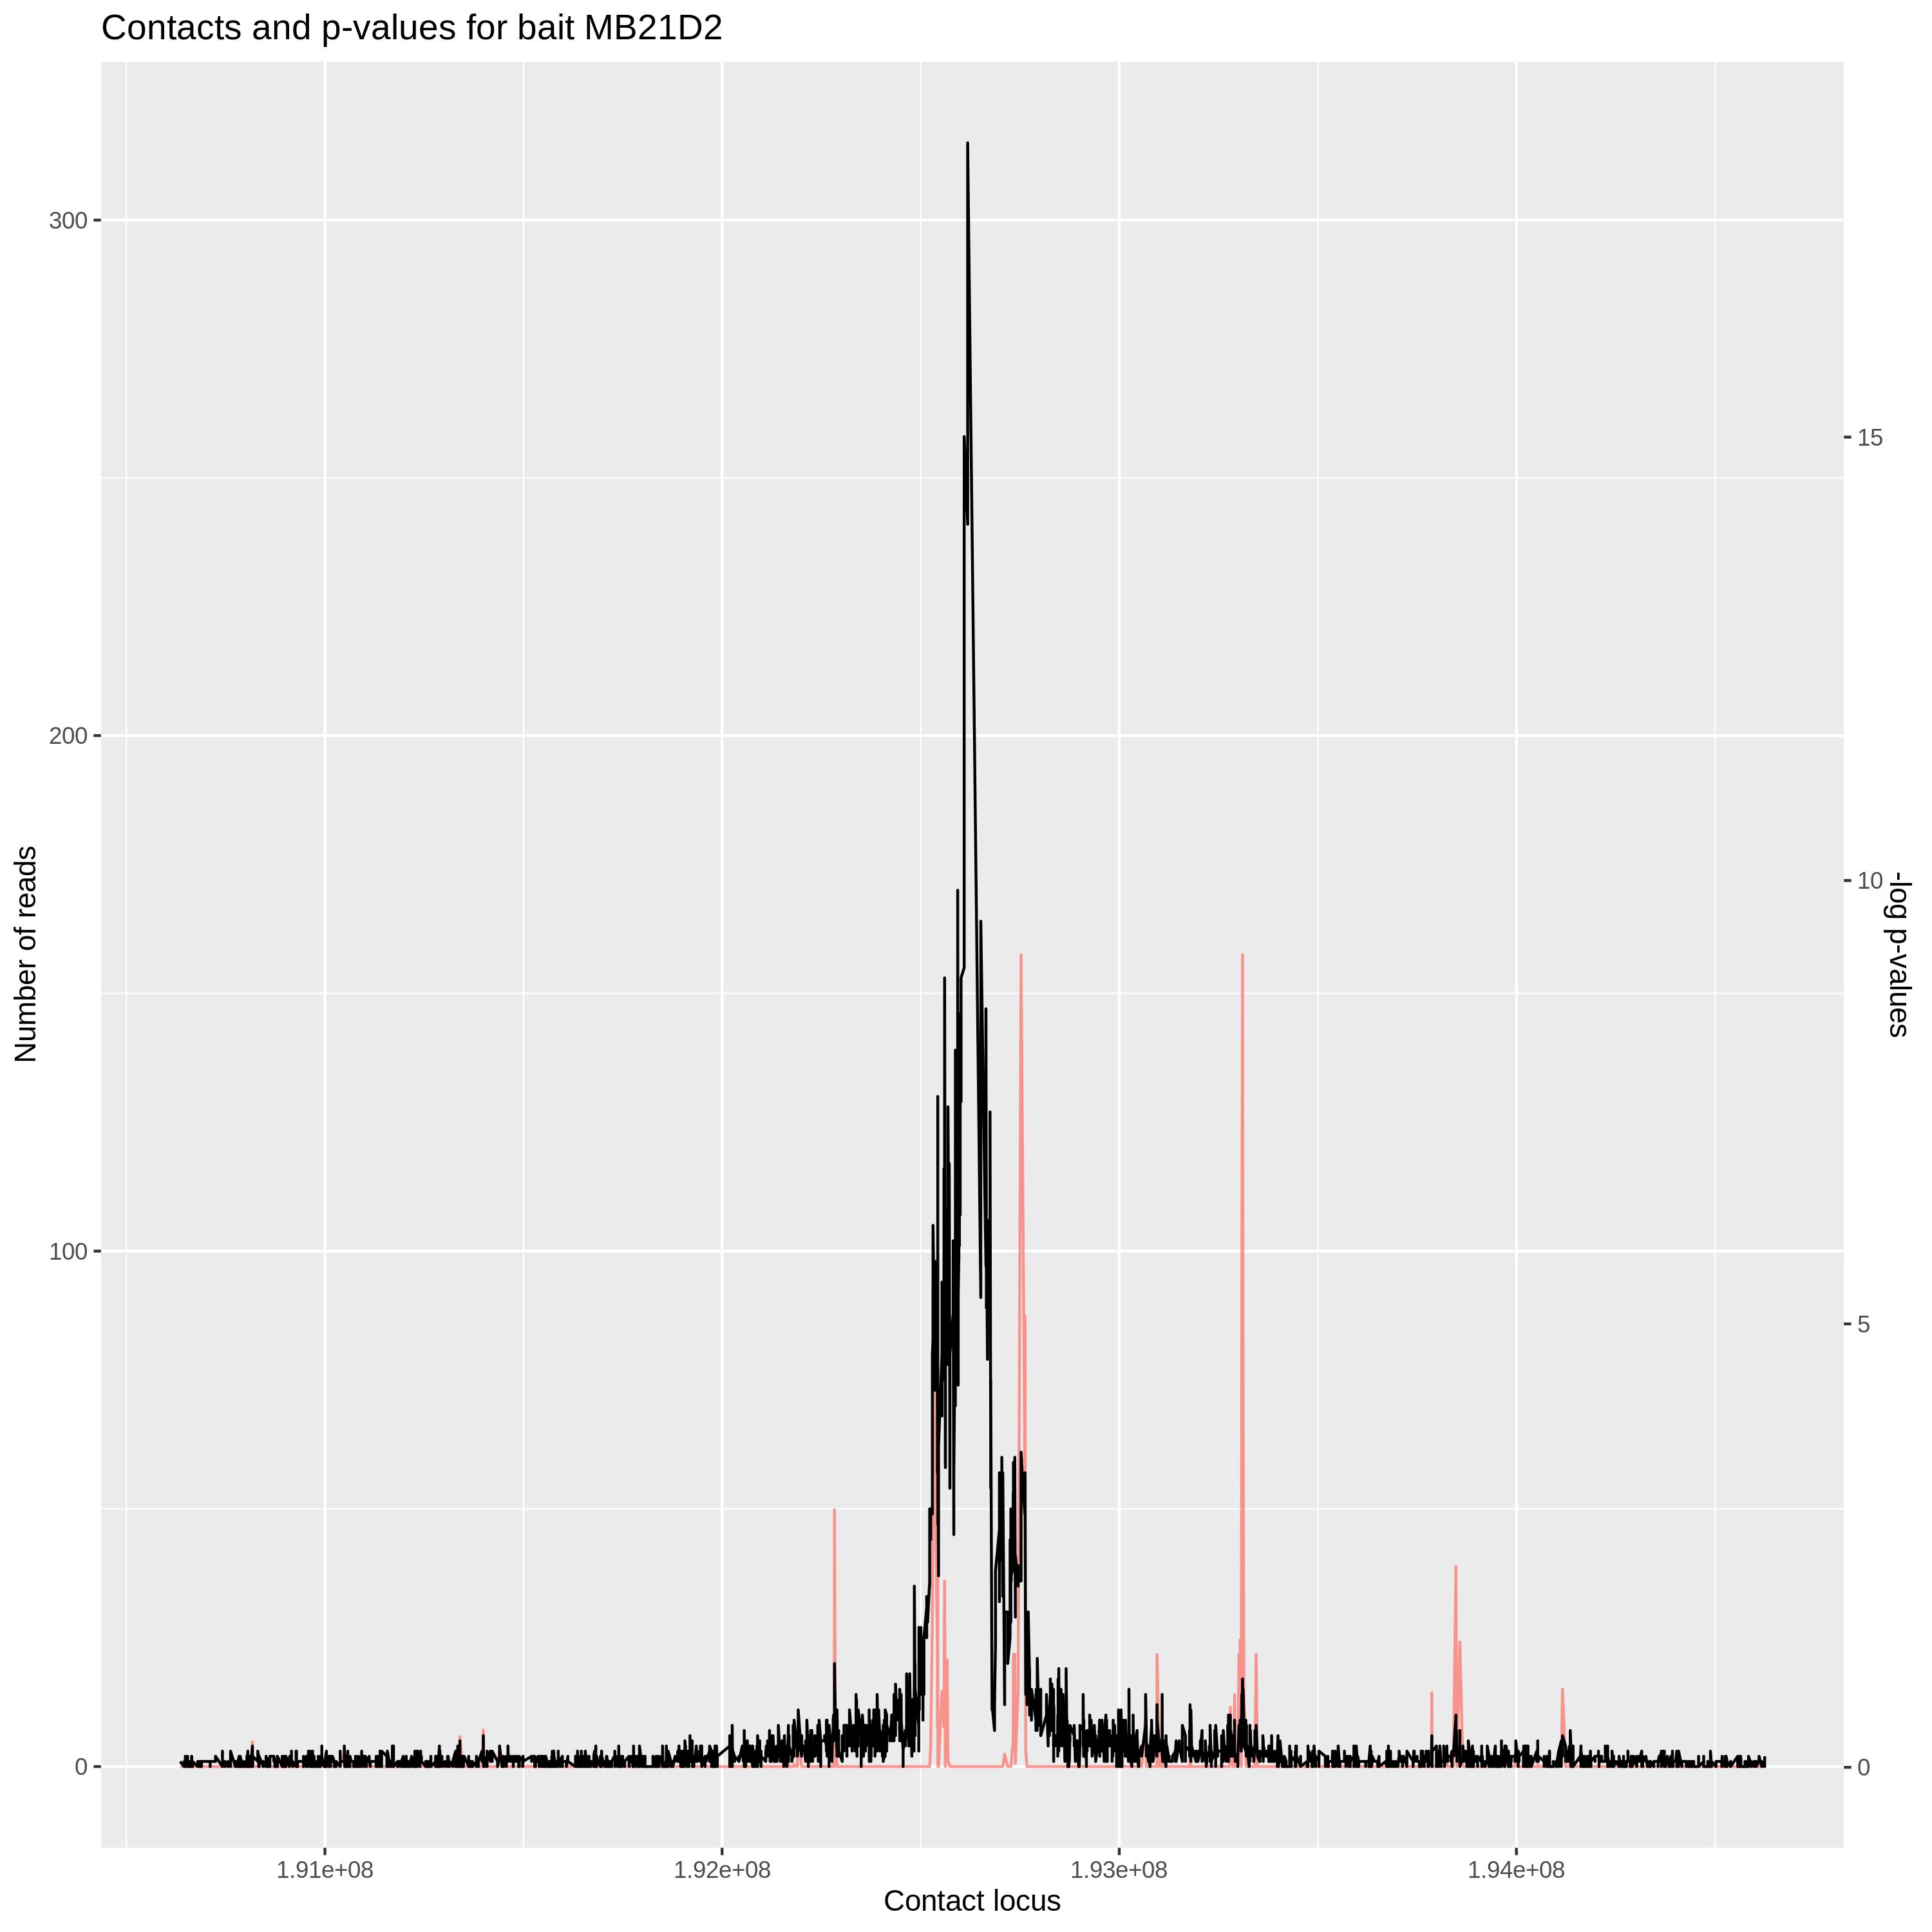 Contacts and p-values for bait MB21D2
300
200
100
0
Number of reads
15
10
5
0
-log p-values
1.91e+08
1.92e+08
1.93e+08
1.94e+08
Contact locus